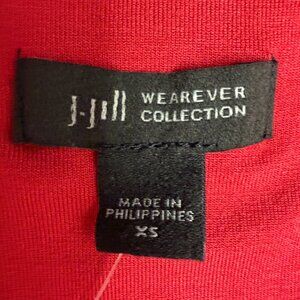 J.Jill WEAREVER
COLLECTION
MADE IN
PHILIPPINES
XS